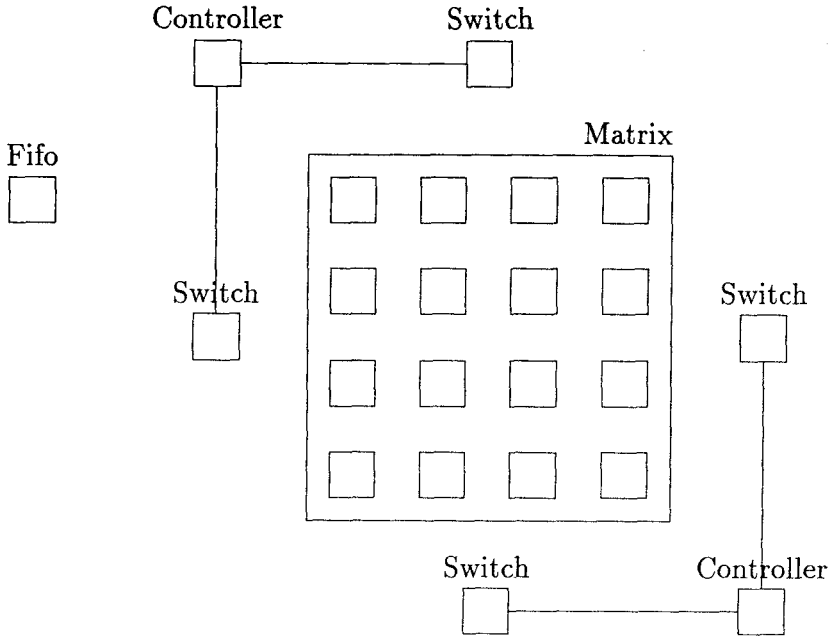 Controller
Switch
Matrix
Fifo
Switch
Switch
Switch
Controller